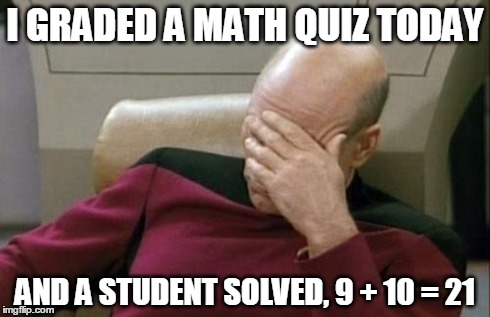 I GRADED A MATH QUIZ TODAY
AND A STUDENT SOLVED, 9 + 10 = 21
imgflip.com